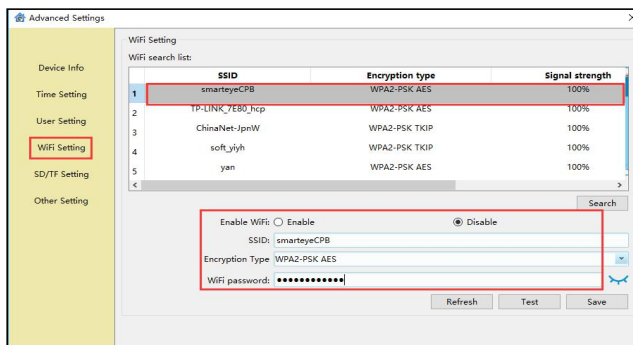 Advanced Settings
WiFi Setting
WiFi search list:
Device Info
Time Setting
User Setting
WiFi Setting
SD/TF Setting
Other Setting
SSID Encryption type Signal strength
1 smarteyeCPB WPA2-PSK AES 100%
2 TP-LINK_7E80_hcp WPA2-PSK AES 100%
3 ChinaNet-JpnW WPA2-PSK TKIP 100%
4 soft_yiyh WPA2-PSK TKIP 100%
5 yan WPA2-PSK AES 100%
Search
Enable WiFi: Enable Disable
SSID: smarteyeCPB
Encryption Type WPA2-PSK AES
WiFi password: ●●●●●●●●●●●●
Refresh Test Save